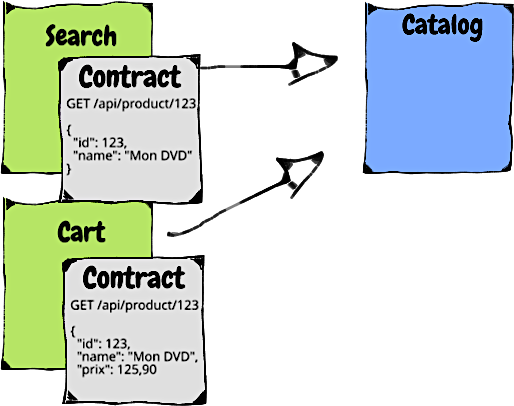 Search
Contract
GET /api/product/123
{
"id": 123,
"name": "Mon DVD"
}
Catalog
Cart
Contract
GET /api/product/123
{
"id": 123,
"name": "Mon DVD",
"prix": 125,90